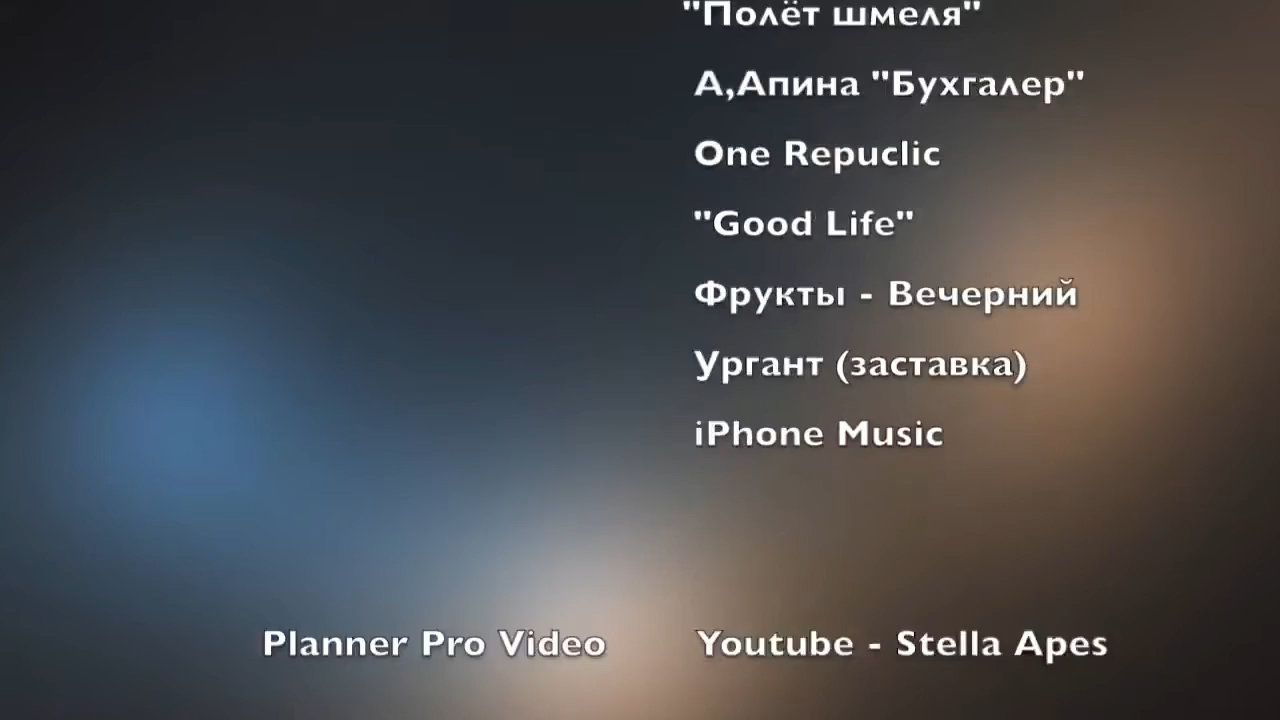 "Полёт шмеля"
А,Апина "Бухгалер"
One Repuclic
"Good Life"
Фрукты - Вечерний
Ургант (заставка)
iPhone Music
Planner Pro Video Youtube - Stella Apes